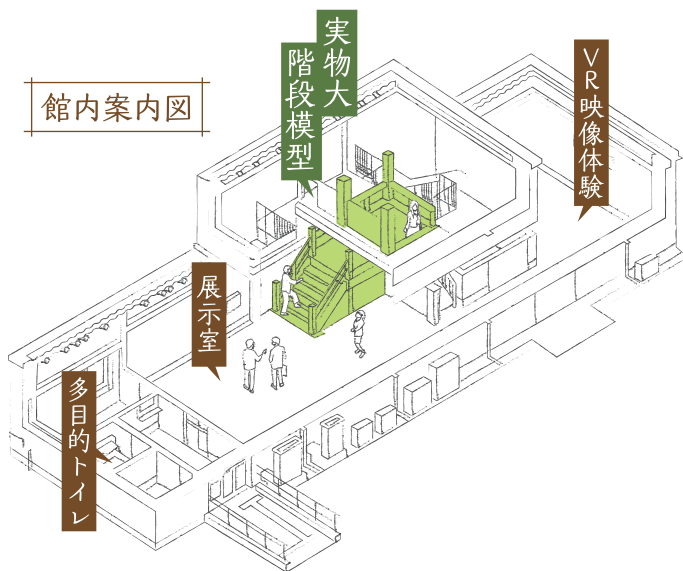 館内案内図
実物大
階段模型
VR映像体験
展示室
多目的トイレ